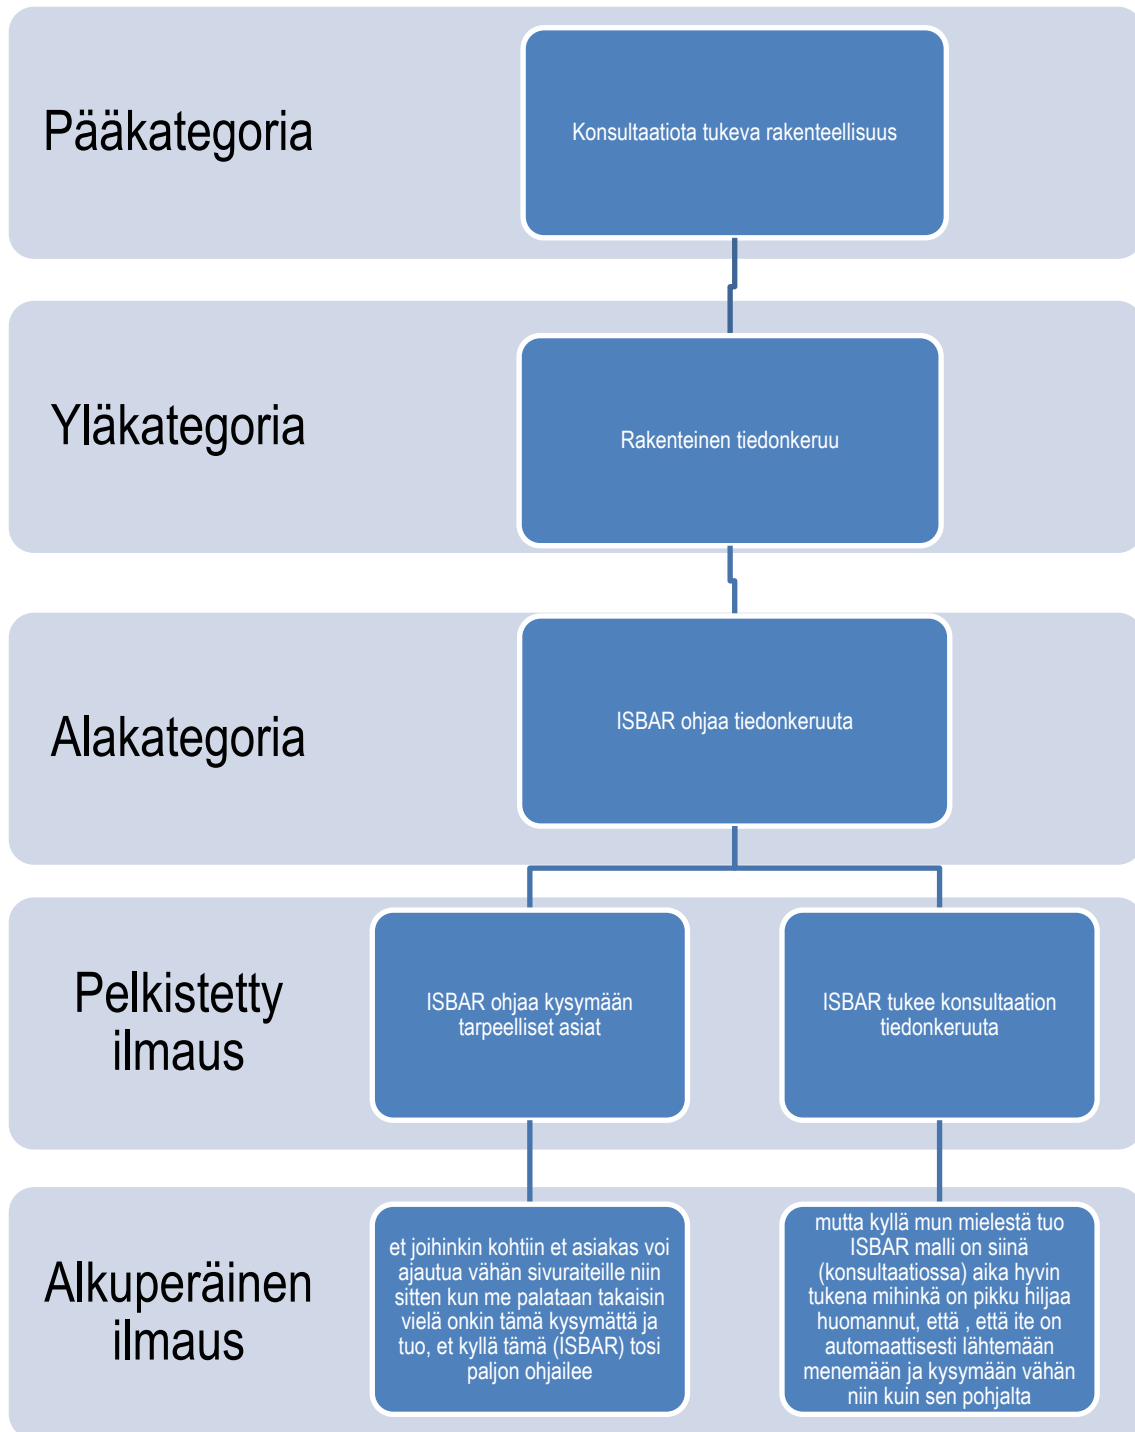 Pääkategoria
Konsultaatiota tukeva rakenteellisuus
Yläkategoria
Rakenteinen tiedonkeruu
Alakategoria
ISBAR ohjaa tiedonkeruuta
Pelkistetty
ilmaus
ISBAR ohjaa kysymään
tarpeelliset asiat
ISBAR tukee konsultaation
tiedonkeruuta
Alkuperäinen
ilmaus
et joihinkin kohtiin et asiakas voi
ajautua vähän sivuraiteille niin
sitten kun me palataan takaisin
vielä onkin tämä kysymättä ja
tuo, et kyllä tämä (ISBAR) tosi
paljon ohjailee
mutta kyllä mun mielestä tuo
ISBAR malli on siinä
(konsultaatiossa) aika hyvin
tukena mihinkä on pikku hiljaa
huomannut, että , että ite on
automaattisesti lähtemään
menemään ja kysymään vähän
niin kuin sen pohjalta